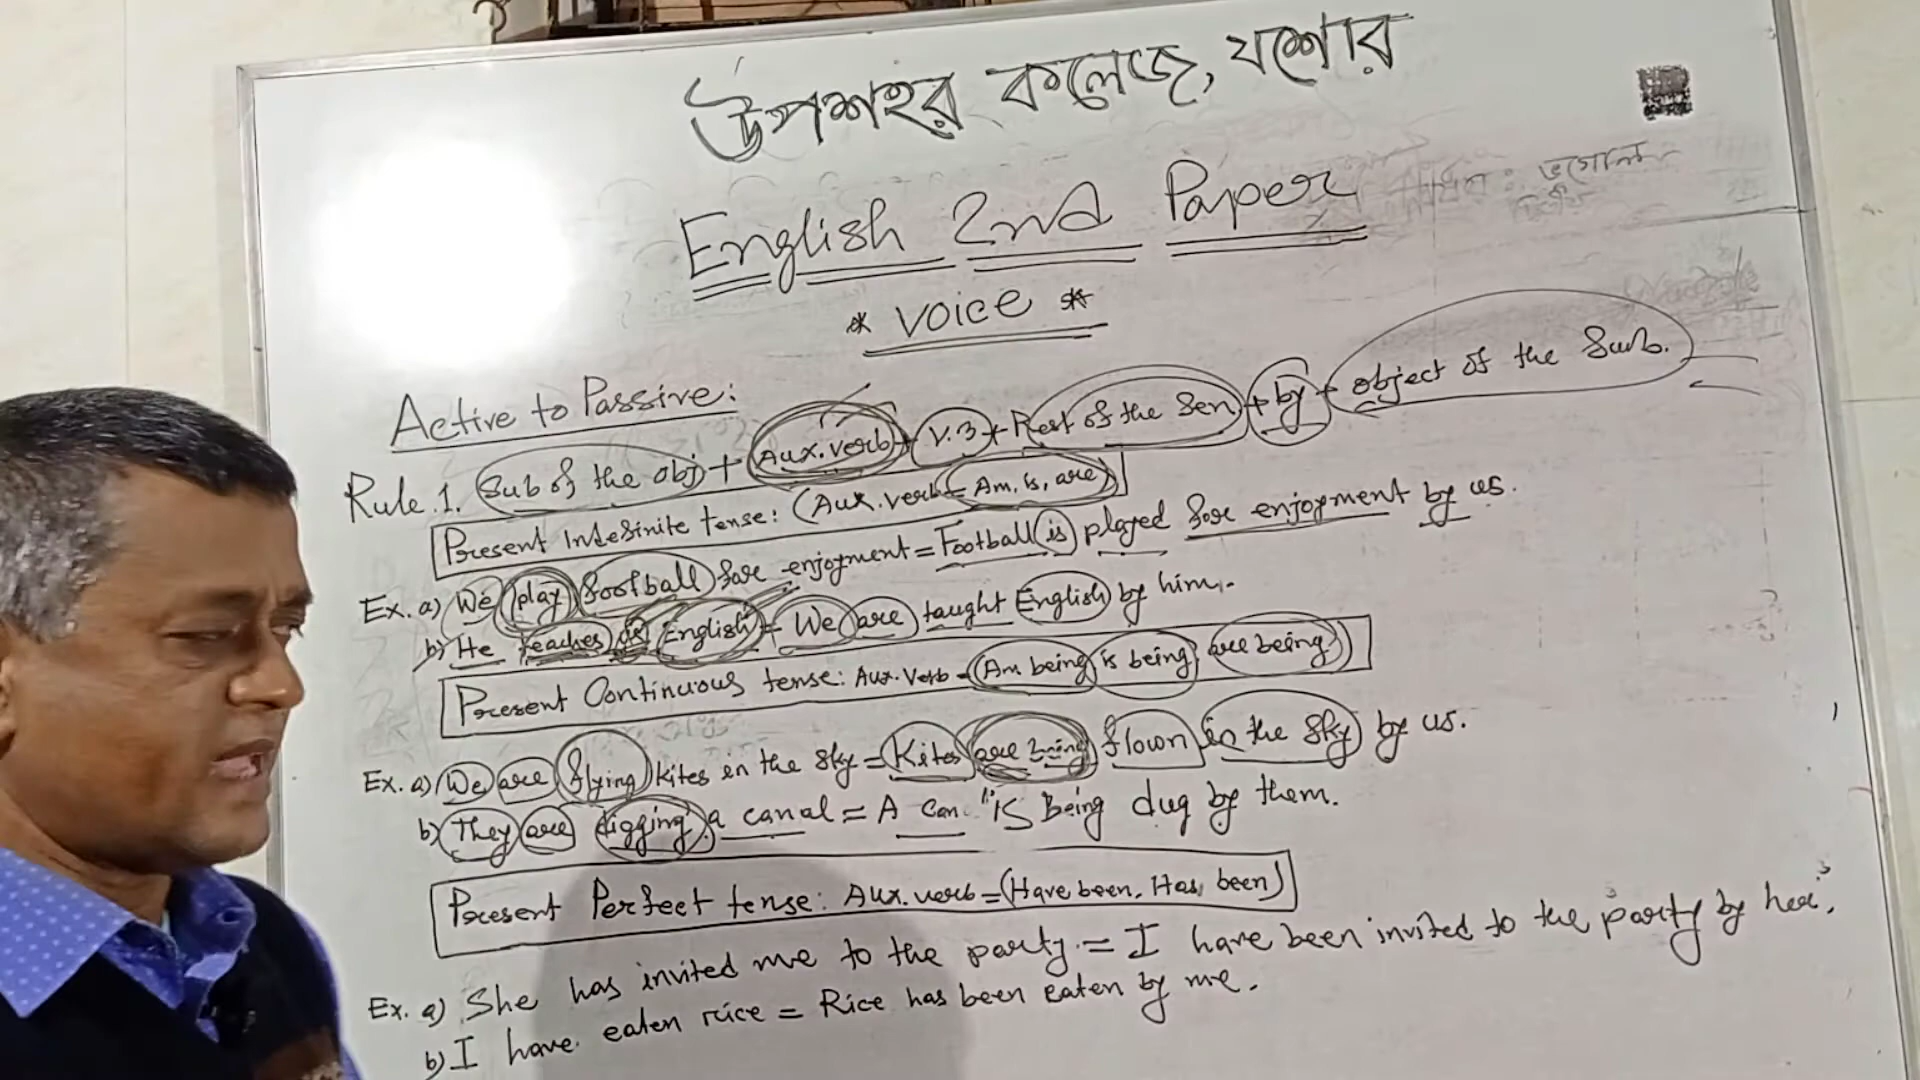 উপশহর কলেজ, যশোর
English 2nd Paper
* VOICE *
Active to Passive:
Rule.1. Sub of the obj + Aux.verb + V.3 + Rest of the Sen + by + object of the Sub.
Present Indefinite tense: (Aux.verb = Am, is, are)
Ex. a) We play football for enjoyment = Football is played for enjoyment by us.
b) He teaches us English = We are taught English by him.
Present Continuous tense: Aux.Verb = (Am being, is being, are being)
Ex. a) We are flying kites in the sky = Kites are being flown in the sky by us.
b) They are digging a canal = A Can. is Being dug by them.
Present Perfect tense: Aux.verb = (Have been, Has been)
Ex. a) She has invited me to the party = I have been invited to the party by her.
b) I have eaten rice = Rice has been eaten by me.